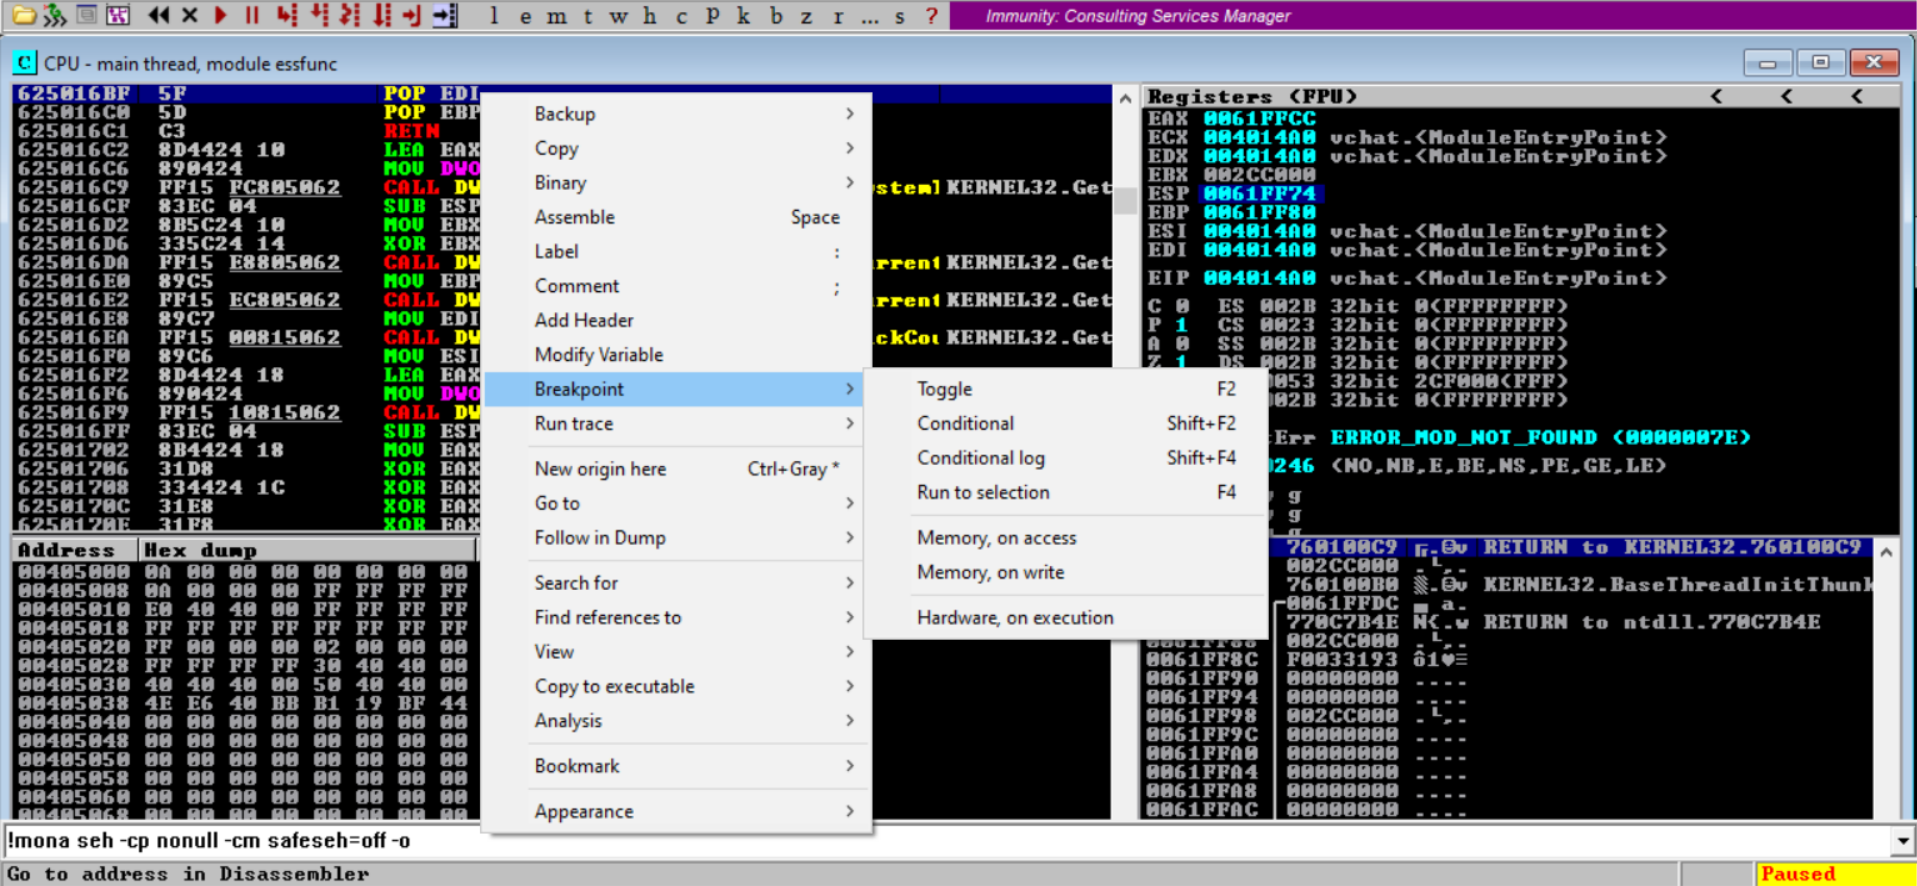 l e m t w h c P k b z r ... s ? Immunity: Consulting Services Manager
C CPU - main thread, module essfunc
625016BF 5F POP EDI
625016C0 5D POP EBP
625016C1 C3 RETN
625016C2 8D4424 10 LEA EAX
625016C6 890424 MOV DWO
625016C9 FF15 FC805062 CALL DW
625016CF 83EC 04 SUB ESP
625016D2 8B5C24 10 MOV EBX
625016D6 335C24 14 XOR EBX
625016DA FF15 E8805062 CALL DW
625016E0 89C5 MOV EBP
625016E2 FF15 EC805062 CALL DW
625016E8 89C7 MOV EDI
625016EA FF15 00815062 CALL DW
625016F0 89C6 MOV ESI
625016F2 8D4424 18 LEA EAX
625016F6 890424 MOV DWO
625016F9 FF15 10815062 CALL DW
625016FF 83EC 04 SUB ESP
62501702 8B4424 18 MOV EAX
62501706 31D8 XOR EAX
62501708 334424 1C XOR EAX
6250170C 31E8 XOR EAX
6250170E 31F8 XOR EAX
stem] KERNEL32.Get
rrent KERNEL32.Get
rrent KERNEL32.Get
ckCou KERNEL32.Get
Backup
Copy
Binary
Assemble Space
Label :
Comment ;
Add Header
Modify Variable
Breakpoint
Run trace
New origin here Ctrl+Gray *
Go to
Follow in Dump
Search for
Find references to
View
Copy to executable
Analysis
Bookmark
Appearance
Toggle F2
Conditional Shift+F2
Conditional log Shift+F4
Run to selection F4
Memory, on access
Memory, on write
Hardware, on execution
Registers (FPU) < < <
EAX 0061FFCC
ECX 004014A0 vchat.<ModuleEntryPoint>
EDX 004014A0 vchat.<ModuleEntryPoint>
EBX 002CC000
ESP 0061FF74
EBP 0061FF80
ESI 004014A0 vchat.<ModuleEntryPoint>
EDI 004014A0 vchat.<ModuleEntryPoint>
EIP 004014A0 vchat.<ModuleEntryPoint>
C 0 ES 002B 32bit 0(FFFFFFFF)
P 1 CS 0023 32bit 0(FFFFFFFF)
A 0 SS 002B 32bit 0(FFFFFFFF)
Z 1 DS 002B 32bit 0(FFFFFFFF)
0053 32bit 2CF000(FFF)
002B 32bit 0(FFFFFFFF)
tErr ERROR_MOD_NOT_FOUND (0000007E)
0246 (NO,NB,E,BE,NS,PE,GE,LE)
g
g
Address Hex dump
00405000 0A 00 00 00 00 00 00 00
00405008 0A 00 00 00 FF FF FF FF
00405010 E0 40 40 00 FF FF FF FF
00405018 FF FF FF FF FF FF FF FF
00405020 FF 00 00 00 02 00 00 00
00405028 FF FF FF FF 30 40 40 00
00405030 40 40 40 00 50 40 40 00
00405038 4E E6 40 BB B1 19 BF 44
00405040 00 00 00 00 00 00 00 00
00405048 00 00 00 00 00 00 00 00
00405050 00 00 00 00 00 00 00 00
00405058 00 00 00 00 00 00 00 00
00405060 00 00 00 00 00 00 00 00
00405068 00 00 00 00 00 00 00 00
760100C9 RETURN to KERNEL32.760100C9
002CC000
760100B0 KERNEL32.BaseThreadInitThunk
0061FFDC
770C7B4E RETURN to ntdll.770C7B4E
0061FF88 002CC000
0061FF8C F0033193 ô1♥≡
0061FF90 00000000 ....
0061FF94 00000000 ....
0061FF98 002CC000
0061FF9C 00000000 ....
0061FFA0 00000000 ....
0061FFA4 00000000 ....
0061FFA8 00000000 ....
0061FFAC 00000000 ....
!mona seh -cp nonull -cm safeseh=off -o
Go to address in Disassembler Paused